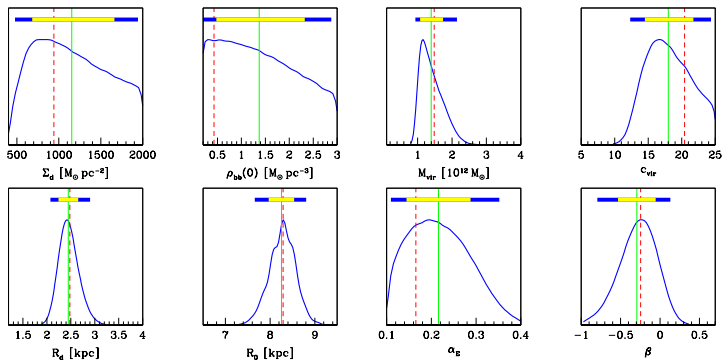 500 1000 1500 2000
Σd [M⊙ pc−2]
0.5 1 1.5 2 2.5 3
ρbb(0) [M⊙ pc−3]
0 1 2 3 4
Mvir [10^12 M⊙]
5 10 15 20 25
cvir
1.5 2 2.5 3 3.5 4
Rd [kpc]
7 8 9
R0 [kpc]
0.1 0.2 0.3 0.4
αE
−1 −0.5 0 0.5
β